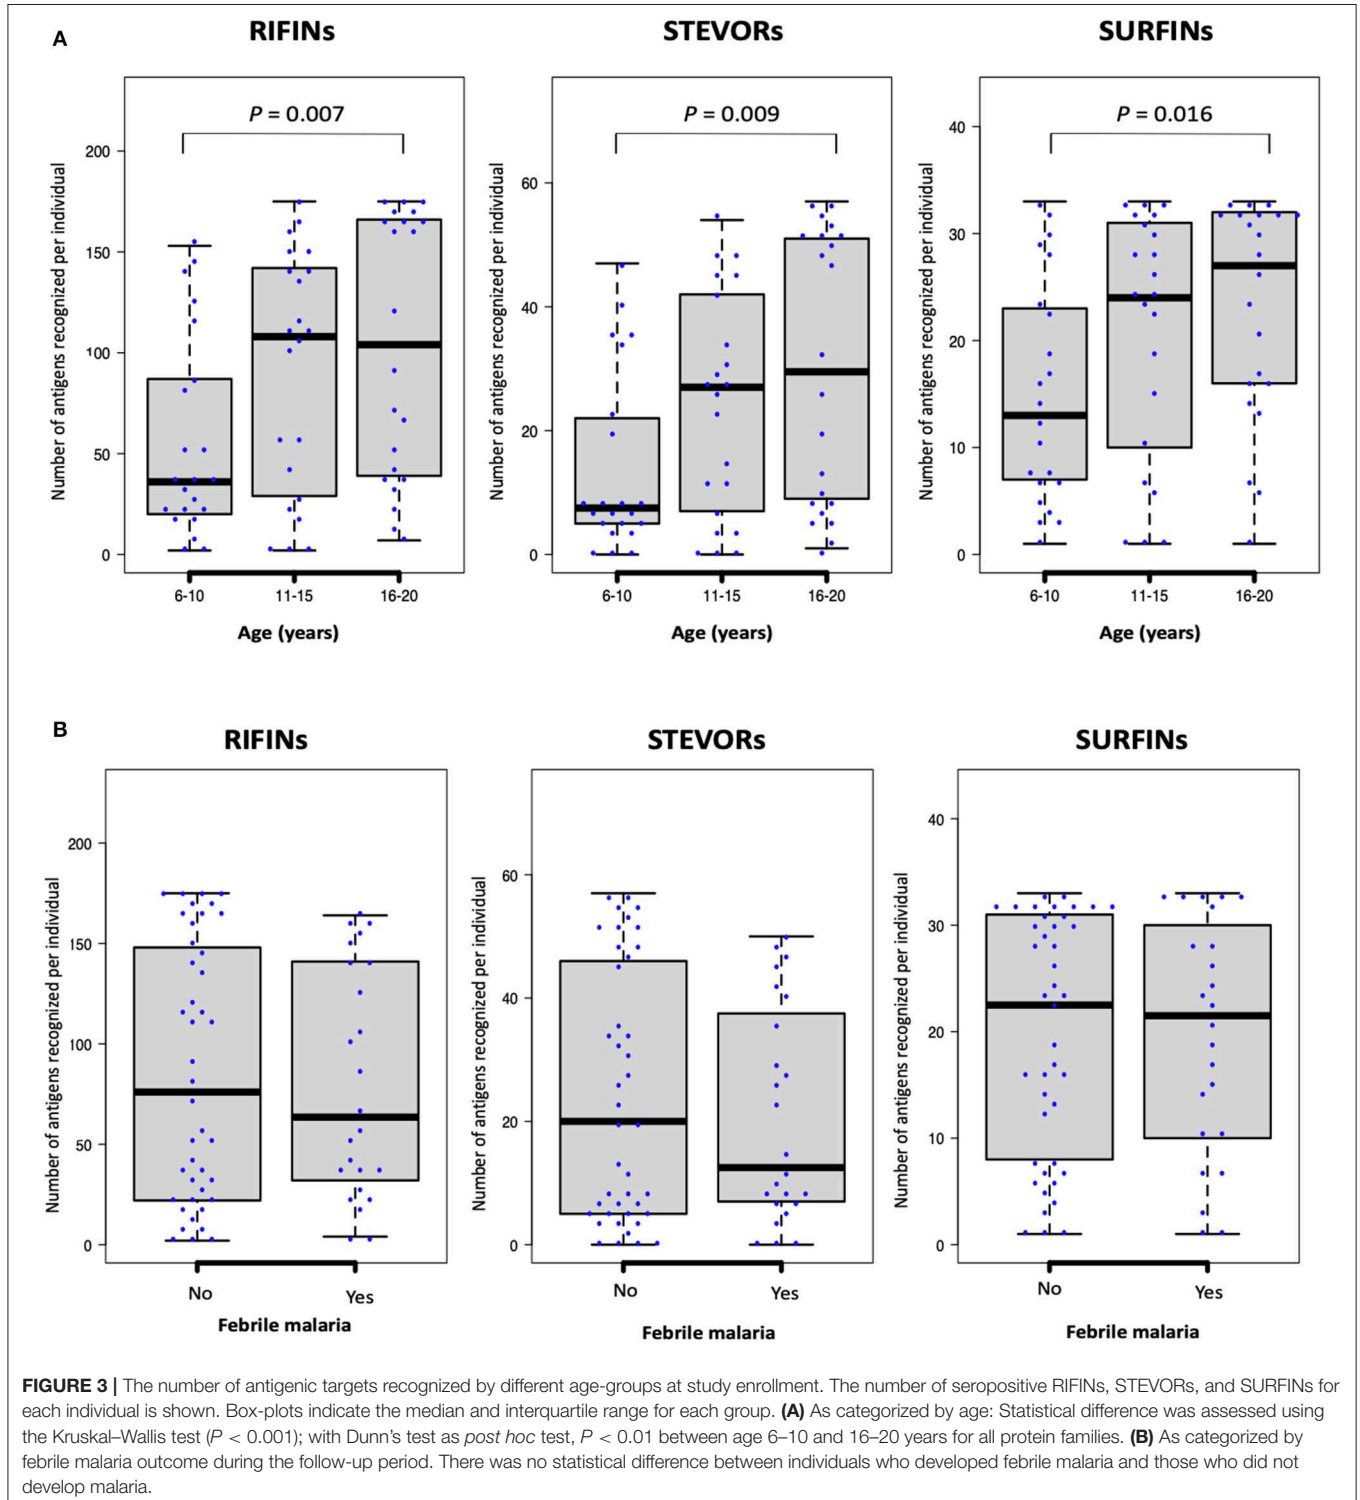 A
RIFINs
STEVORs
SURFINs
P = 0.007
P = 0.009
P = 0.016
Number of antigens recognized per individual
200
150
100
50
0
6-10
11-15
16-20
Age (years)
Number of antigens recognized per individual
60
40
20
0
6-10
11-15
16-20
Age (years)
Number of antigens recognized per individual
40
30
20
10
0
6-10
11-15
16-20
Age (years)
B
RIFINs
STEVORs
SURFINs
Number of antigens recognized per individual
200
150
100
50
0
No
Yes
Febrile malaria
Number of antigens recognized per individual
60
40
20
0
No
Yes
Febrile malaria
Number of antigens recognized per individual
40
30
20
10
0
No
Yes
Febrile malaria
FIGURE 3 | The number of antigenic targets recognized by different age-groups at study enrollment. The number of seropositive RIFINs, STEVORs, and SURFINs for
each individual is shown. Box-plots indicate the median and interquartile range for each group. (A) As categorized by age: Statistical difference was assessed using
the Kruskal–Wallis test (P < 0.001); with Dunn's test as post hoc test, P < 0.01 between age 6–10 and 16–20 years for all protein families. (B) As categorized by
febrile malaria outcome during the follow-up period. There was no statistical difference between individuals who developed febrile malaria and those who did not
develop malaria.